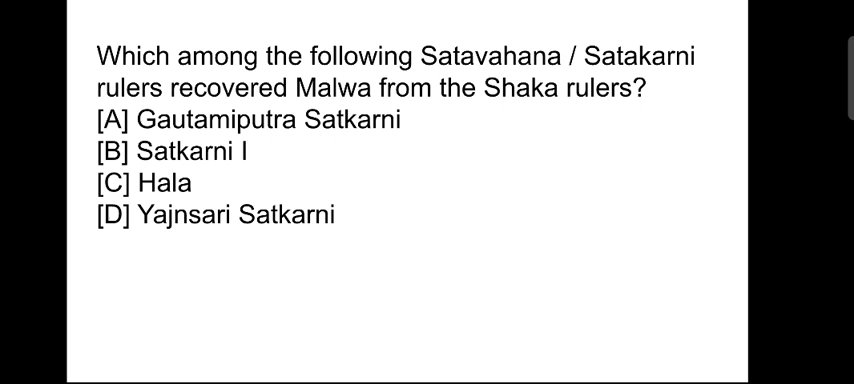 Which among the following Satavahana / Satakarni
rulers recovered Malwa from the Shaka rulers?
[A] Gautamiputra Satkarni
[B] Satkarni I
[C] Hala
[D] Yajnsari Satkarni